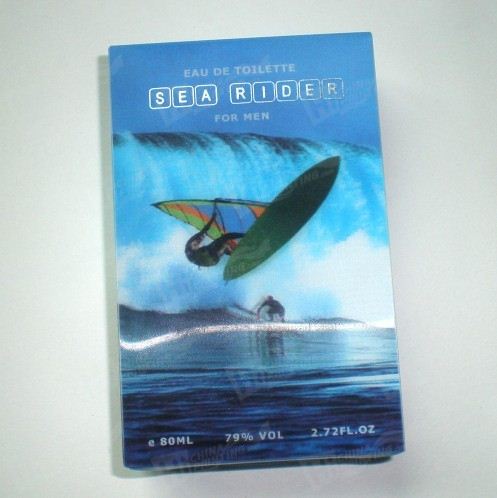 EAU DE TOILETTE
SEA RIDER
FOR MEN
e 80ML 79% VOL 2.72FL.OZ